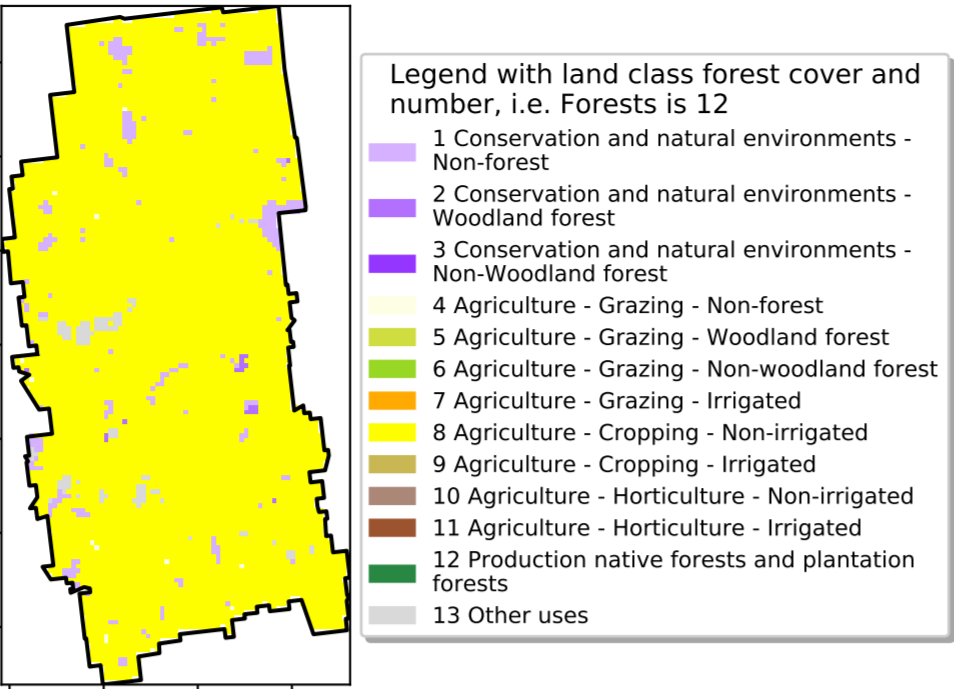 Legend with land class forest cover and
number, i.e. Forests is 12
1 Conservation and natural environments -
Non-forest
2 Conservation and natural environments -
Woodland forest
3 Conservation and natural environments -
Non-Woodland forest
4 Agriculture - Grazing - Non-forest
5 Agriculture - Grazing - Woodland forest
6 Agriculture - Grazing - Non-woodland forest
7 Agriculture - Grazing - Irrigated
8 Agriculture - Cropping - Non-irrigated
9 Agriculture - Cropping - Irrigated
10 Agriculture - Horticulture - Non-irrigated
11 Agriculture - Horticulture - Irrigated
12 Production native forests and plantation
forests
13 Other uses